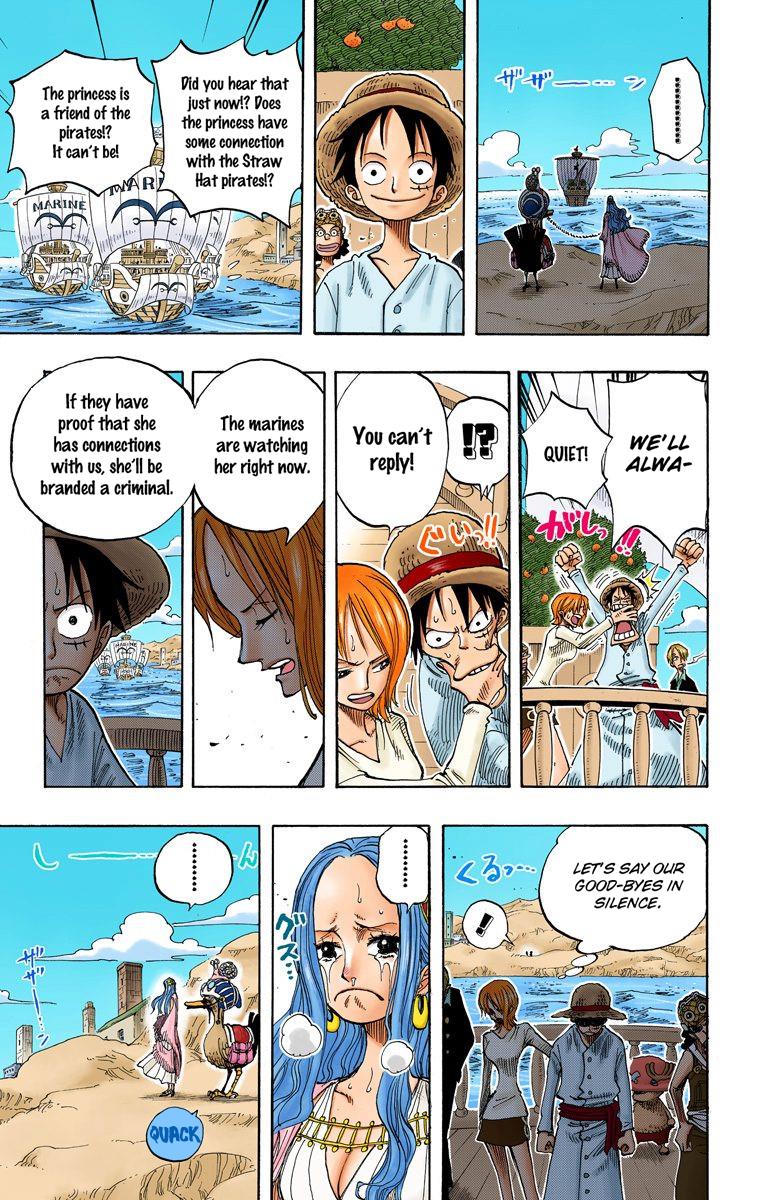 ザザーーーン
..........
Did you hear that
just now!? Does
the princess have
some connection
with the Straw
Hat pirates!?
The princess is
a friend of the
pirates!?
It can't be!
MARINE
MARI
WE'LL
ALWA-
QUIET!
がしっ!!
!?
ぐいっ!!
You can't
reply!
The marines
are watching
her right now.
If they have
proof that she
has connections
with us, she'll be
branded a criminal.
MARINE
LET'S SAY OUR
GOOD-BYES IN
SILENCE.
くるっ…
!
........
グス…
........
しーーん
ザザーーン
QUACK